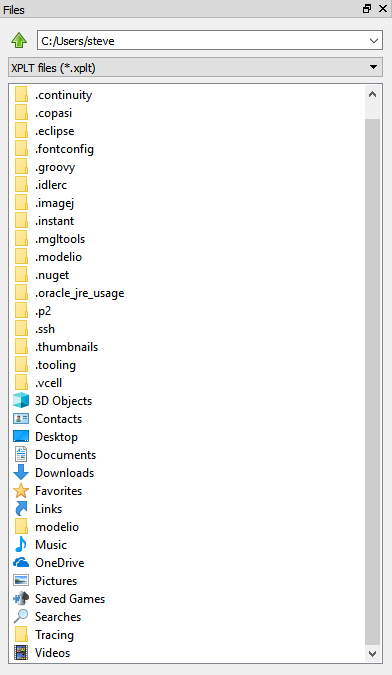 Files
C:/Users/steve
XPLT files (*.xplt)
.continuity
.copasi
.eclipse
.fontconfig
.groovy
.idlerc
.imagej
.instant
.mgltools
.modelio
.nuget
.oracle_jre_usage
.p2
.ssh
.thumbnails
.tooling
.vcell
3D Objects
Contacts
Desktop
Documents
Downloads
Favorites
Links
modelio
Music
OneDrive
Pictures
Saved Games
Searches
Tracing
Videos